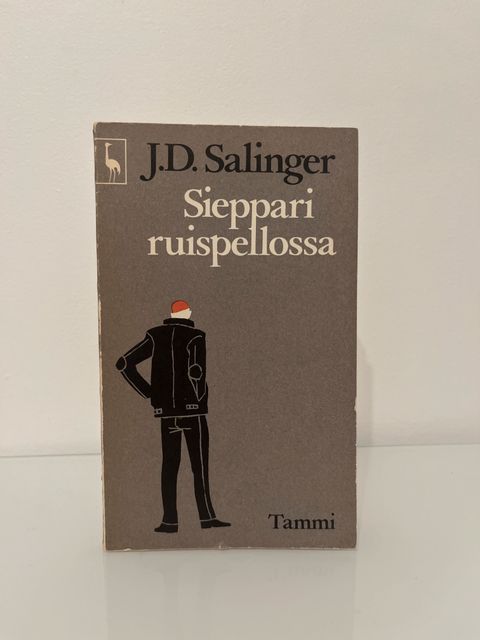 J.D. Salinger
Sieppari
ruispellossa
Tammi